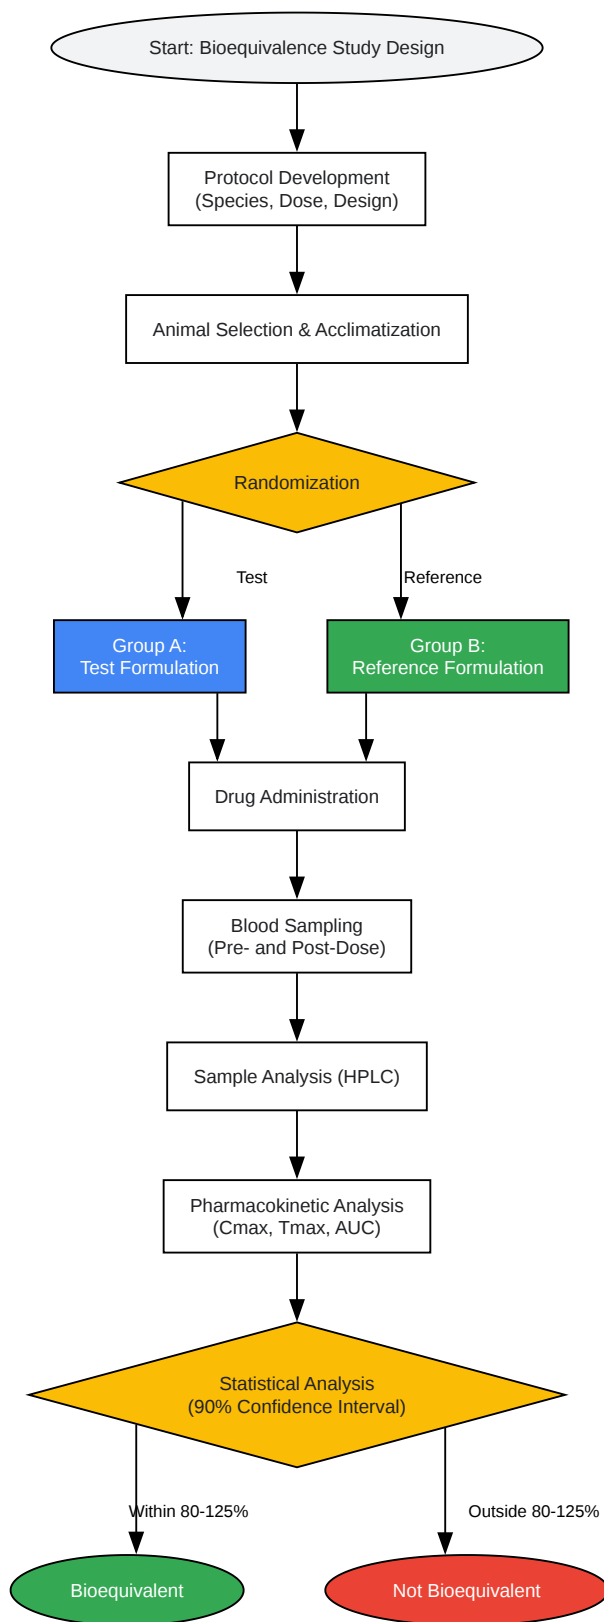 Start: Bioequivalence Study Design
Protocol Development
(Species, Dose, Design)
Animal Selection & Acclimatization
Randomization
Test
Reference
Group A:
Test Formulation
Group B:
Reference Formulation
Drug Administration
Blood Sampling
(Pre- and Post-Dose)
Sample Analysis (HPLC)
Pharmacokinetic Analysis
(Cmax, Tmax, AUC)
Statistical Analysis
(90% Confidence Interval)
Within 80-125%
Outside 80-125%
Bioequivalent
Not Bioequivalent